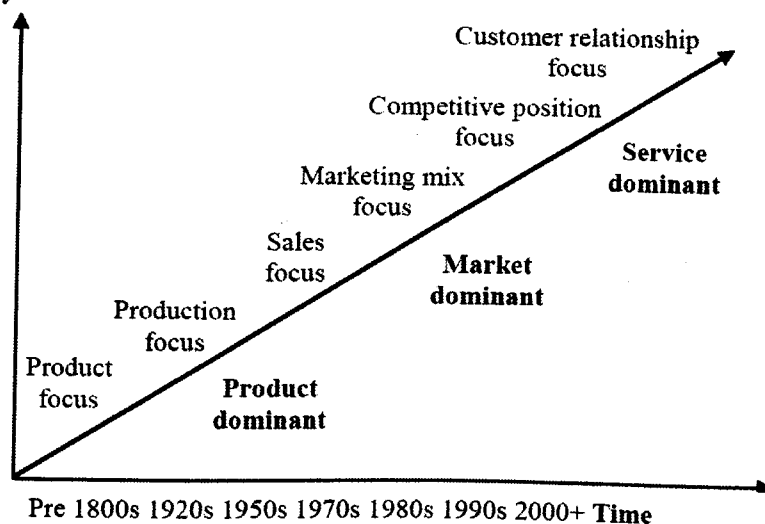 Customer relationship
focus
Competitive position
focus
Service
dominant
Marketing mix
focus
Market
dominant
Sales
focus
Production
focus
Product
focus
Product
dominant
Pre 1800s 1920s 1950s 1970s 1980s 1990s 2000+ Time